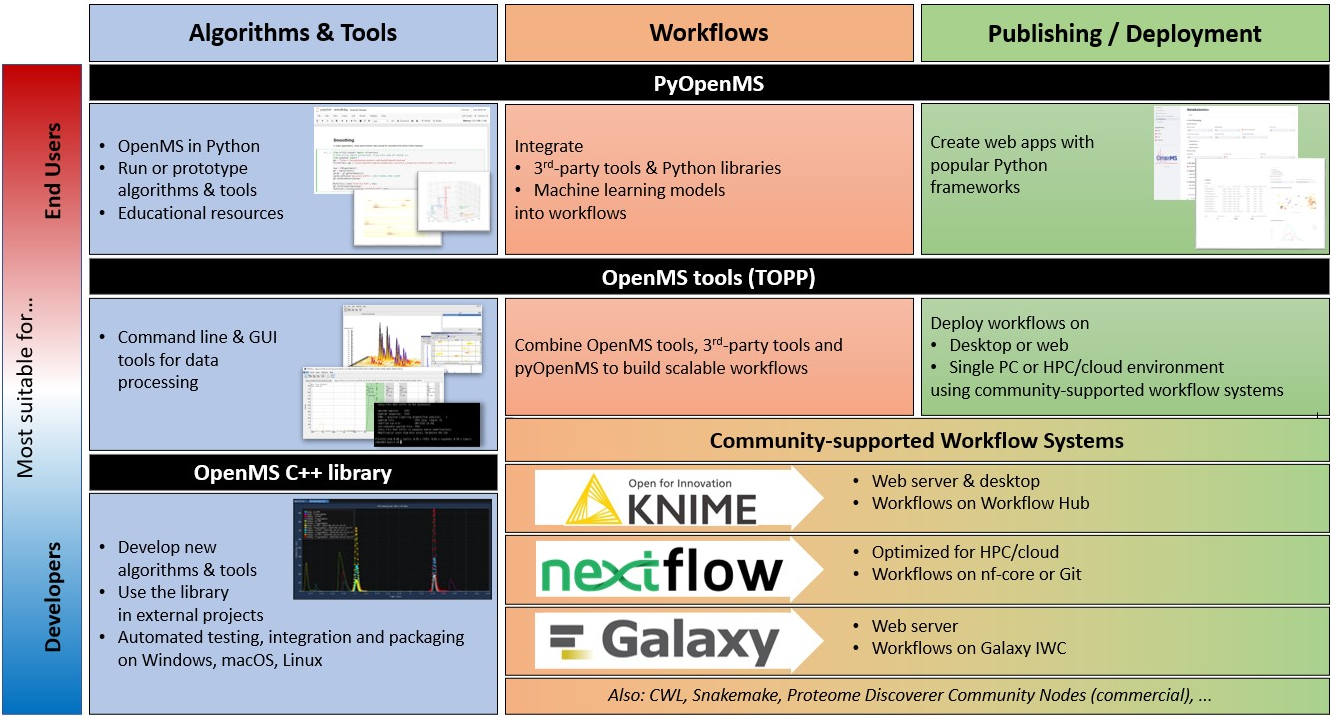 Algorithms & Tools
Workflows
Publishing / Deployment
Most suitable for...
End Users
Developers
PyOpenMS
• OpenMS in Python
• Run or prototype
algorithms & tools
• Educational resources
Smoothing
Integrate
• 3rd-party tools & Python libraries
• Machine learning models
into workflows
Create web apps with
popular Python
frameworks
OpenMS
OpenMS tools (TOPP)
• Command line & GUI
tools for data
processing
Combine OpenMS tools, 3rd-party tools and
pyOpenMS to build scalable workflows
Deploy workflows on
• Desktop or web
• Single PC or HPC/cloud environment
using community-supported workflow systems
OpenMS C++ library
• Develop new
algorithms & tools
• Use the library
in external projects
• Automated testing, integration and packaging
on Windows, macOS, Linux
Community-supported Workflow Systems
Open for Innovation
KNIME
• Web server & desktop
• Workflows on Workflow Hub
nextflow
• Optimized for HPC/cloud
• Workflows on nf-core or Git
Galaxy
• Web server
• Workflows on Galaxy IWC
Also: CWL, Snakemake, Proteome Discoverer Community Nodes (commercial), ...